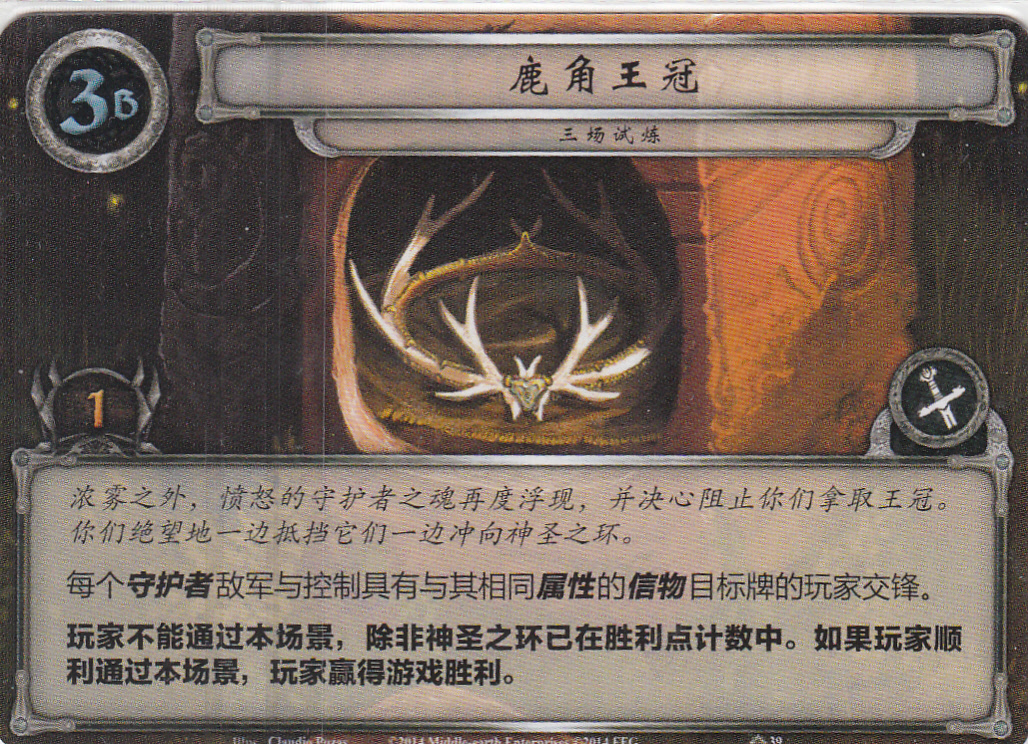 3B
鹿角王冠
三场试炼
1
浓雾之外，愤怒的守护者之魂再度浮现，并决心阻止你们拿取王冠。
你们绝望地一边抵挡它们一边冲向神圣之环。
每个守护者敌军与控制具有与其相同属性的信物目标牌的玩家交锋。
玩家不能通过本场景，除非神圣之环已在胜利点计数中。如果玩家顺
利通过本场景，玩家赢得游戏胜利。
Illus. Claudio Pozas ©2014 Middle-earth Enterprises ©2014 FFG 39